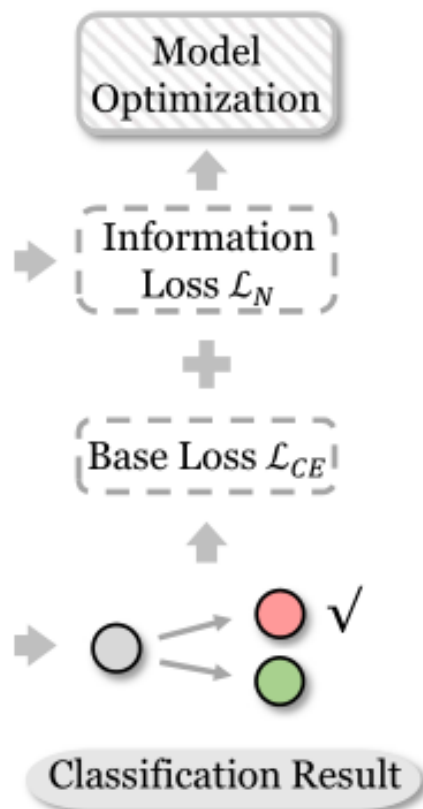 Model
Optimization
Information
Loss ℒ_N
+
Base Loss ℒ_CE
√
Classification Result